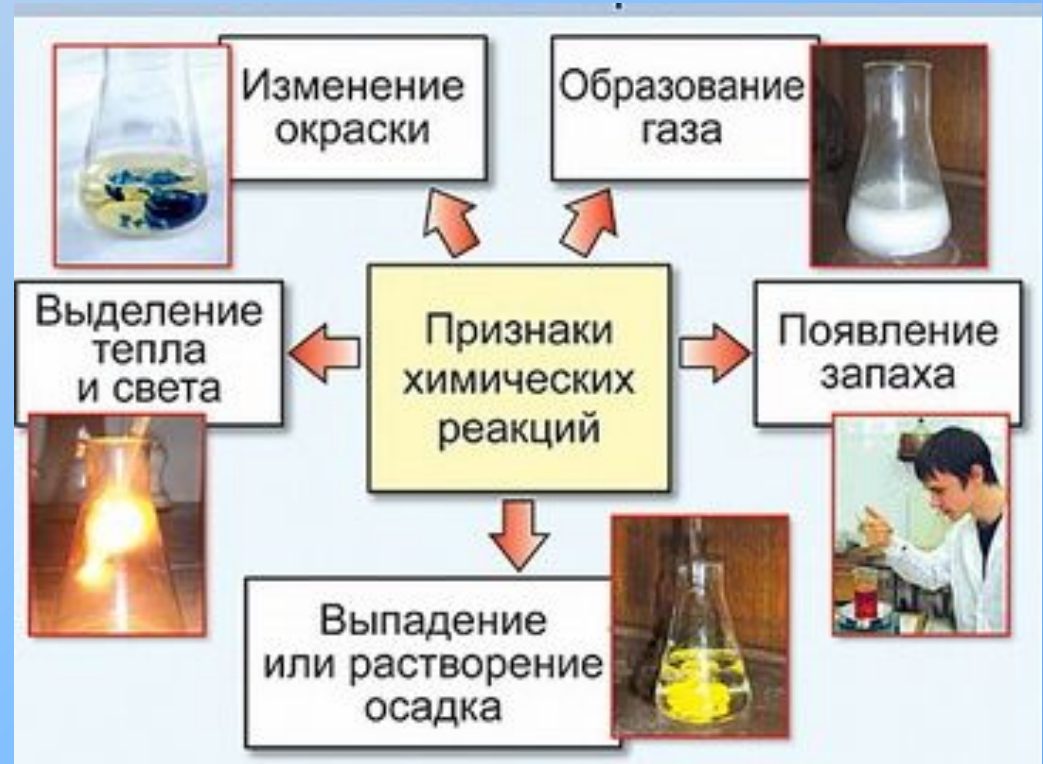 Признаки
химических
реакций
Изменение
окраски
Образование
газа
Выделение
тепла
и света
Появление
запаха
Выпадение
или растворение
осадка